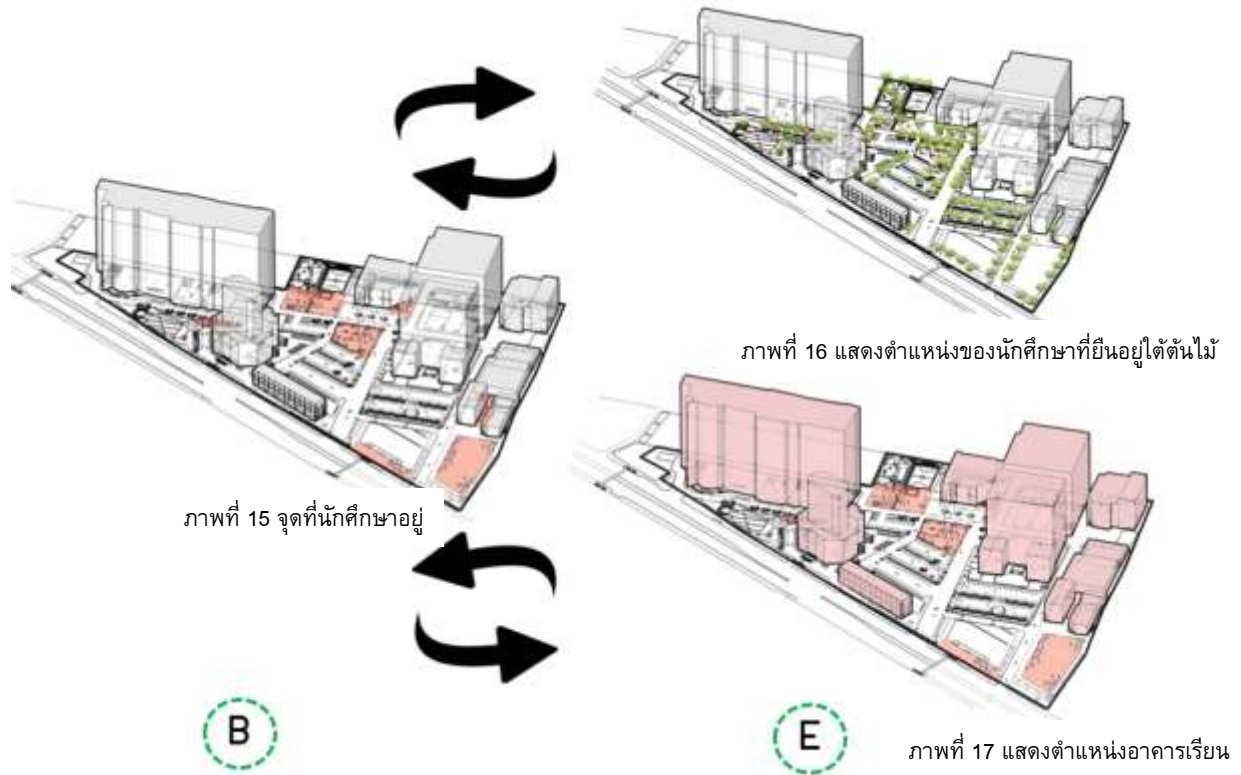 ภาพที่ 16 แสดงตำแหน่งของนักศึกษาที่ยืนอยู่ใต้ต้นไม้
ภาพที่ 15 จุดที่นักศึกษาอยู่
B
E
ภาพที่ 17 แสดงตำแหน่งอาคารเรียน